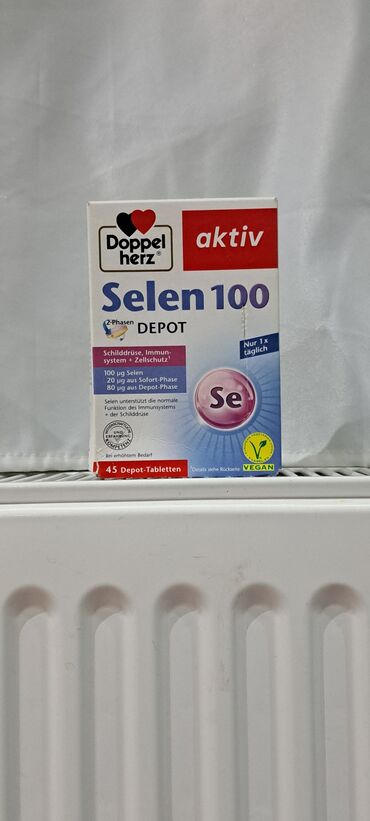 Doppel
herz®
aktiv
Selen 100
2-Phasen
DEPOT
Nur 1 x
täglich
Schilddrüse, Immun-
system + Zellschutz¹
100 µg Selen
20 µg aus Sofort-Phase
80 µg aus Depot-Phase
Selen unterstützt die normale
Funktion des Immunsystems
+ der Schilddrüse
Se
Bei erhöhtem Bedarf
45 Depot-Tabletten
¹Details siehe Rückseite
VEGAN